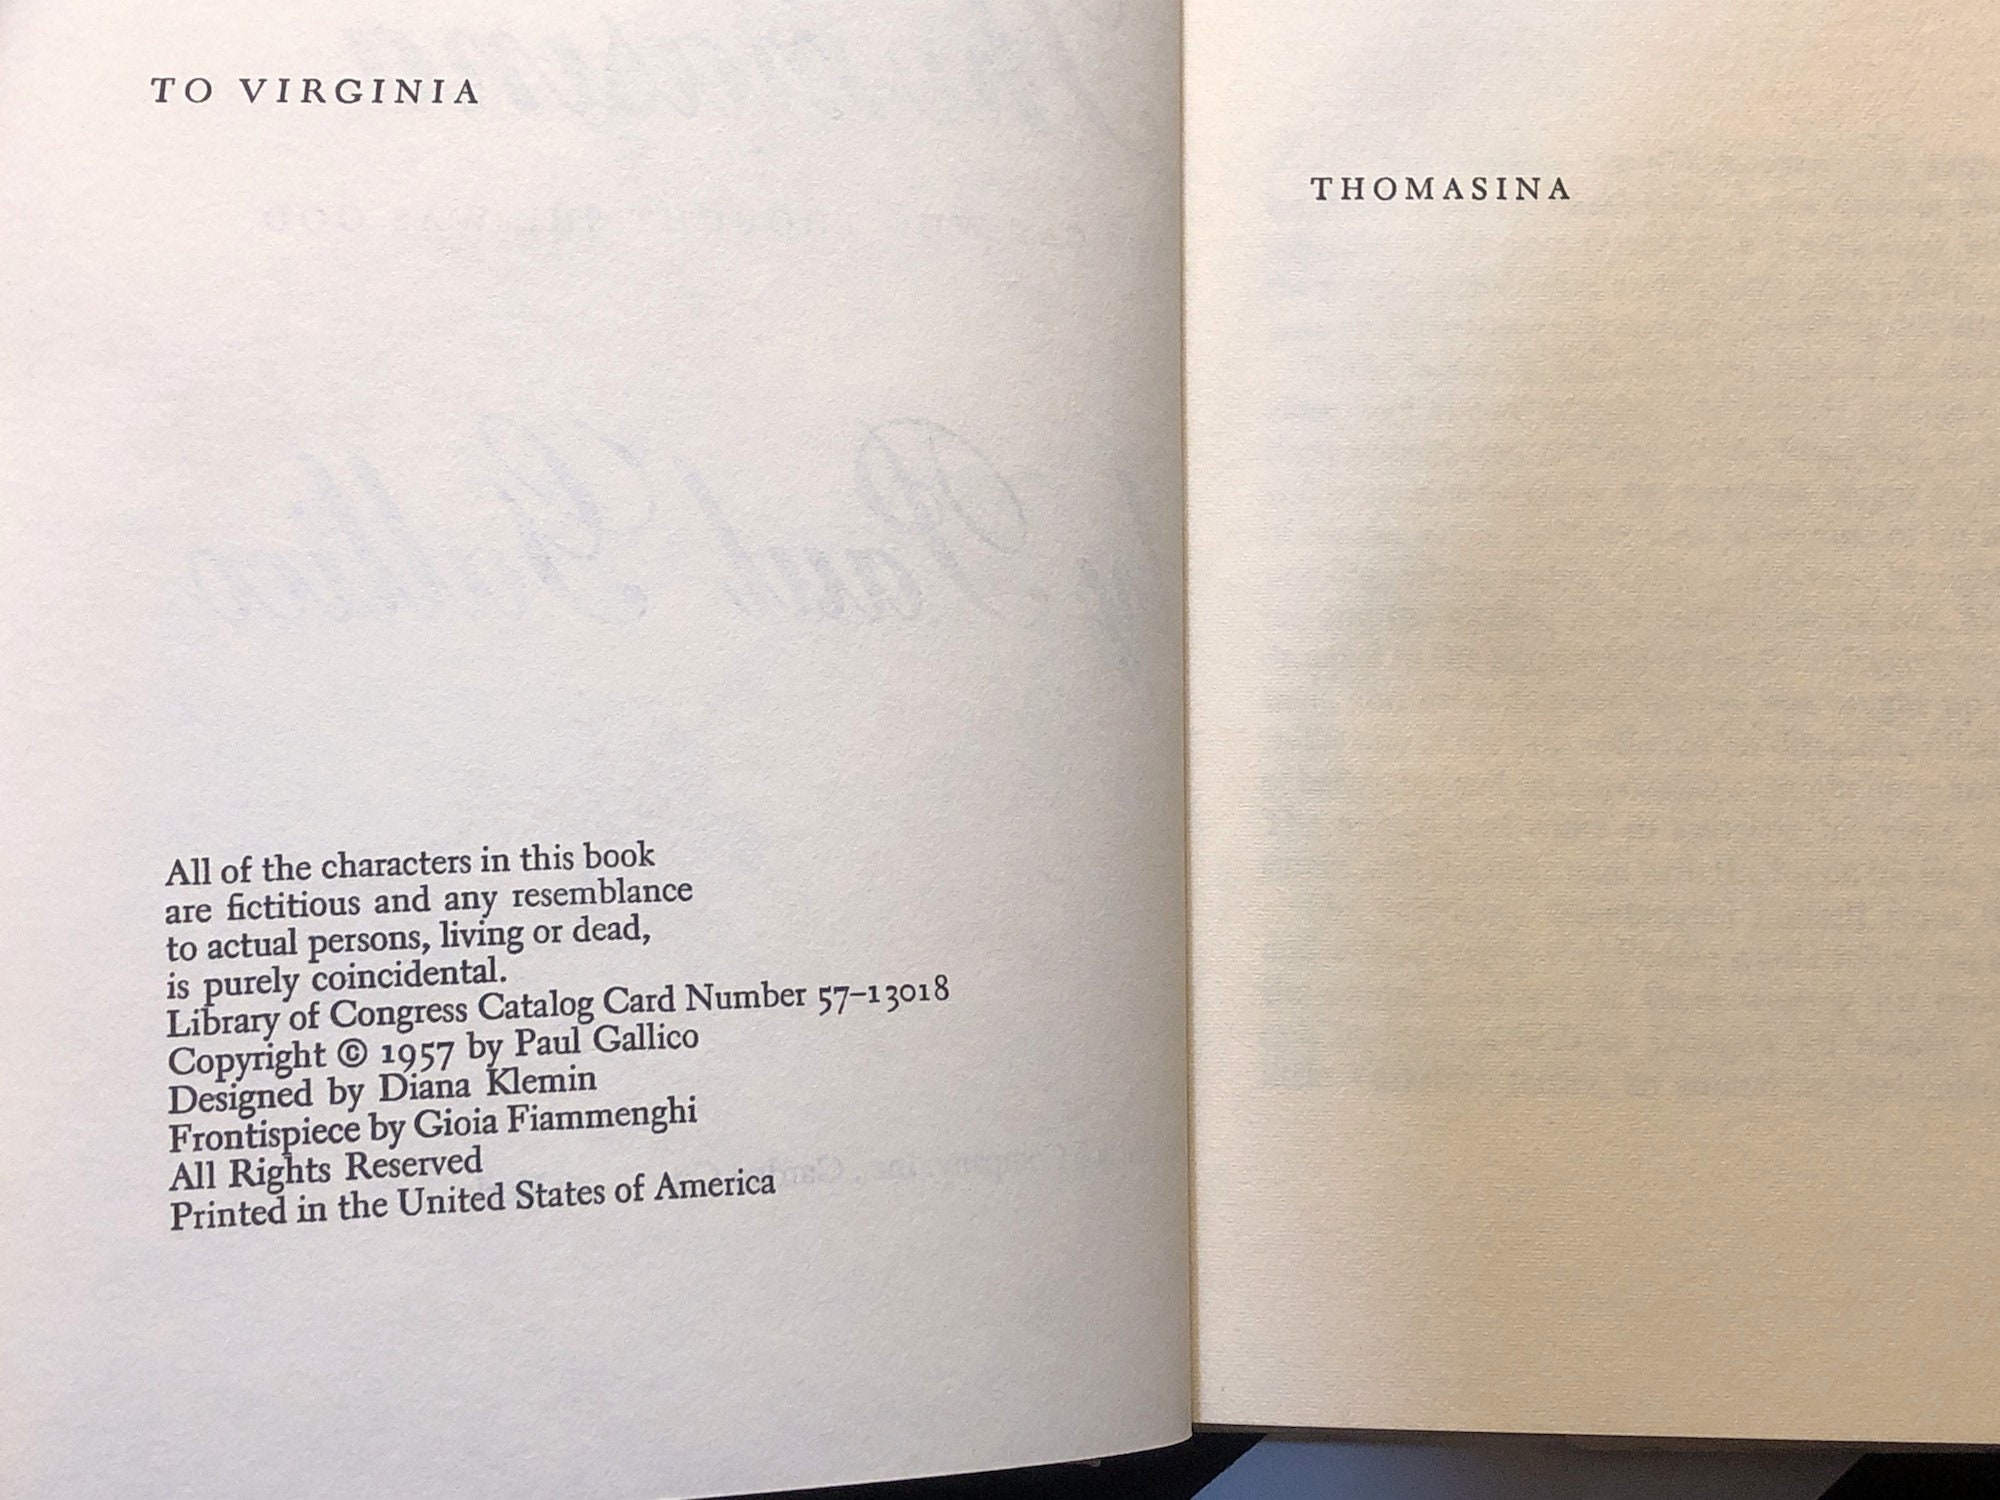 TO VIRGINIA
All of the characters in this book
are fictitious and any resemblance
to actual persons, living or dead,
is purely coincidental.
Library of Congress Catalog Card Number 57–13018
Copyright © 1957 by Paul Gallico
Designed by Diana Klemin
Frontispiece by Gioia Fiammenghi
All Rights Reserved
Printed in the United States of America
THOMASINA